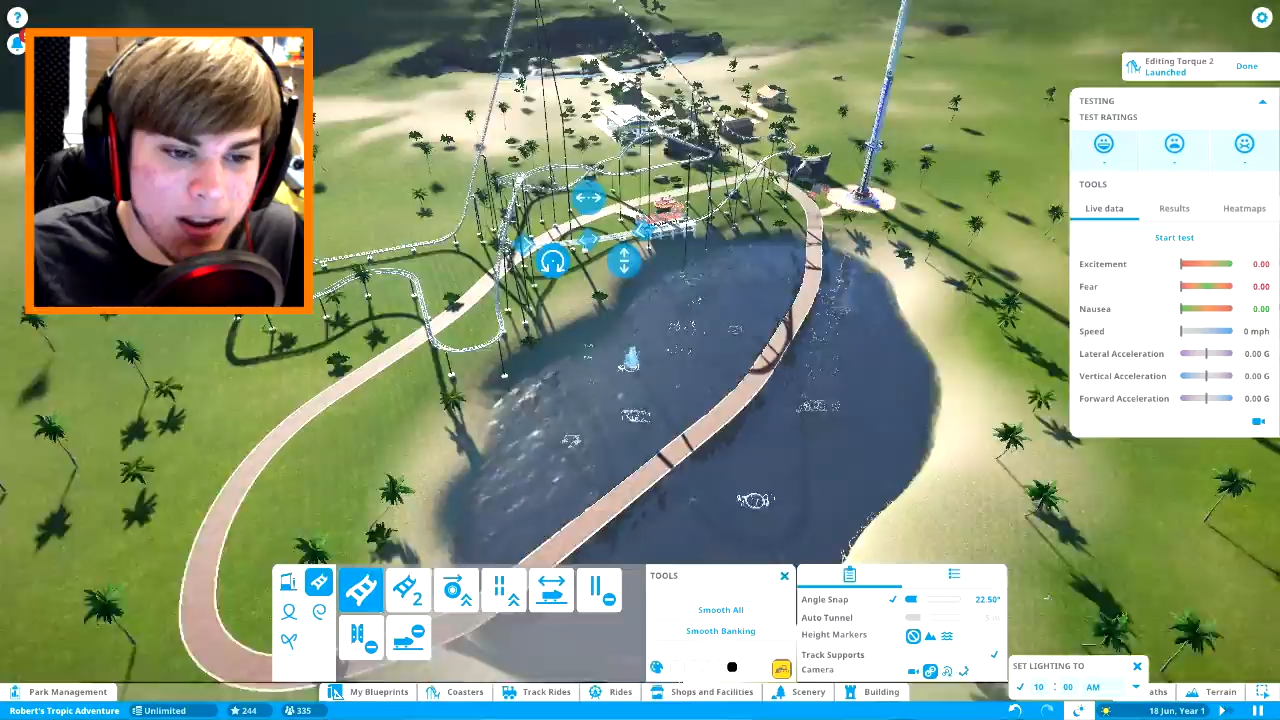 ?
Editing Torque 2
Launched
Done
TESTING
TEST RATINGS
-
-
-
TOOLS
Live data
Results
Heatmaps
Start test
Excitement 0.00
Fear 0.00
Nausea 0.00
Speed 0 mph
Lateral Acceleration 0.00 G
Vertical Acceleration 0.00 G
Forward Acceleration 0.00 G
2
TOOLS
Smooth All
Smooth Banking
Angle Snap 22.50°
Auto Tunnel 5 m
Height Markers
Track Supports
Camera
SET LIGHTING TO
10 : 00 AM
Park Management
My Blueprints
Coasters
Track Rides
Rides
Shops and Facilities
Scenery
Building
aths
Terrain
Robert's Tropic Adventure
Unlimited
244
335
18 Jun, Year 1